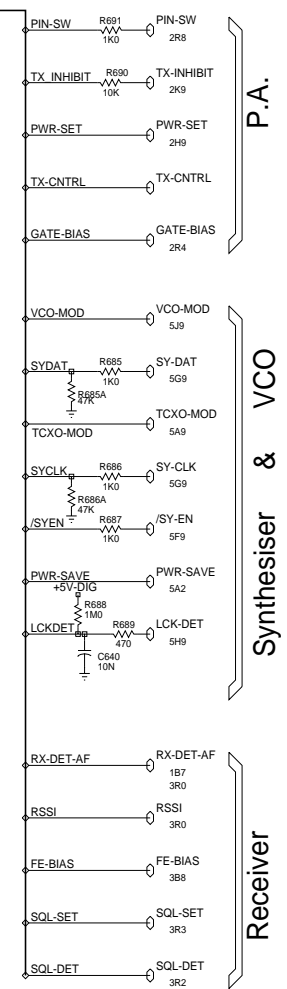 PIN-SW R691 1K0 PIN-SW 2R8
TX INHIBIT R690 10K TX-INHIBIT 2K9
PWR-SET PWR-SET 2H9
TX-CNTRL TX-CNTRL
GATE-BIAS GATE-BIAS 2R4
P.A.
VCO-MOD VCO-MOD 5J9
SYDAT R685 1K0 SY-DAT 5G9
R685A 47K
TCXO-MOD TCXO-MOD 5A9
SYCLK R686 1K0 SY-CLK 5G9
R686A 47K
/SYEN R687 1K0 /SY-EN 5F9
PWR-SAVE PWR-SAVE 5A2
+5V-DIG
R688 1M0
LCKDET R689 470 LCK-DET 5H9
C640 10N
Synthesiser & VCO
RX-DET-AF RX-DET-AF 1B7
3R0
RSSI RSSI 3R0
FE-BIAS FE-BIAS 3B8
SQL-SET SQL-SET 3R3
SQL-DET SQL-DET 3R2
Receiver